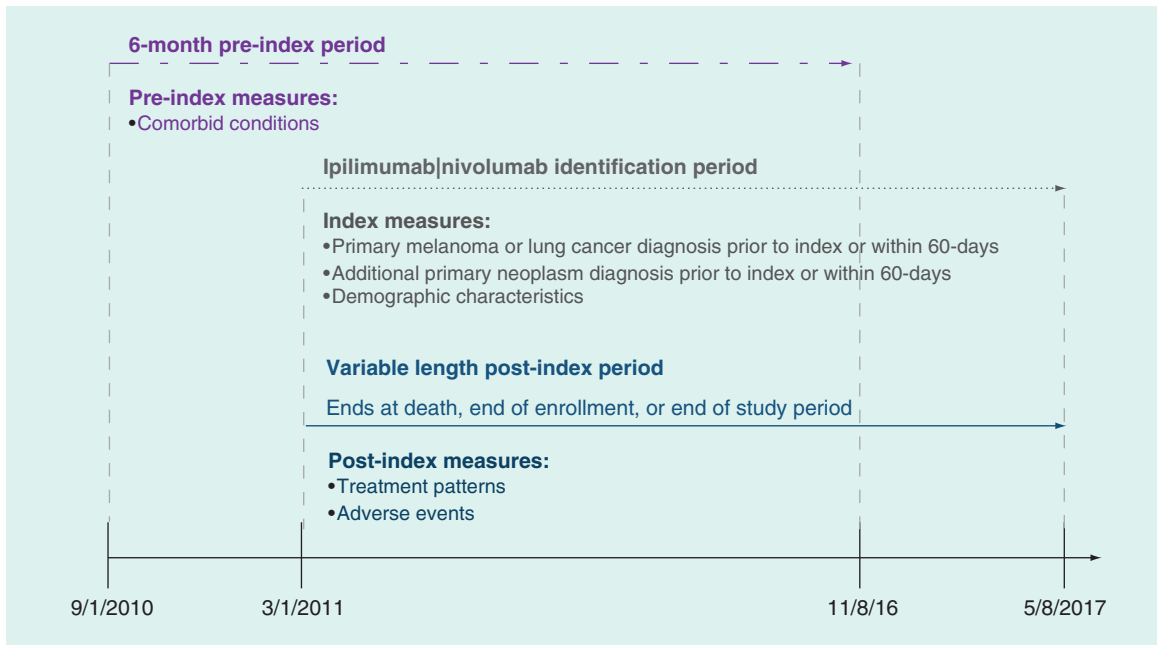 6-month pre-index period
Pre-index measures:
•Comorbid conditions
Ipilimumab|nivolumab identification period
Index measures:
•Primary melanoma or lung cancer diagnosis prior to index or within 60-days
•Additional primary neoplasm diagnosis prior to index or within 60-days
•Demographic characteristics
Variable length post-index period
Ends at death, end of enrollment, or end of study period
Post-index measures:
•Treatment patterns
•Adverse events
9/1/2010 3/1/2011 11/8/16 5/8/2017